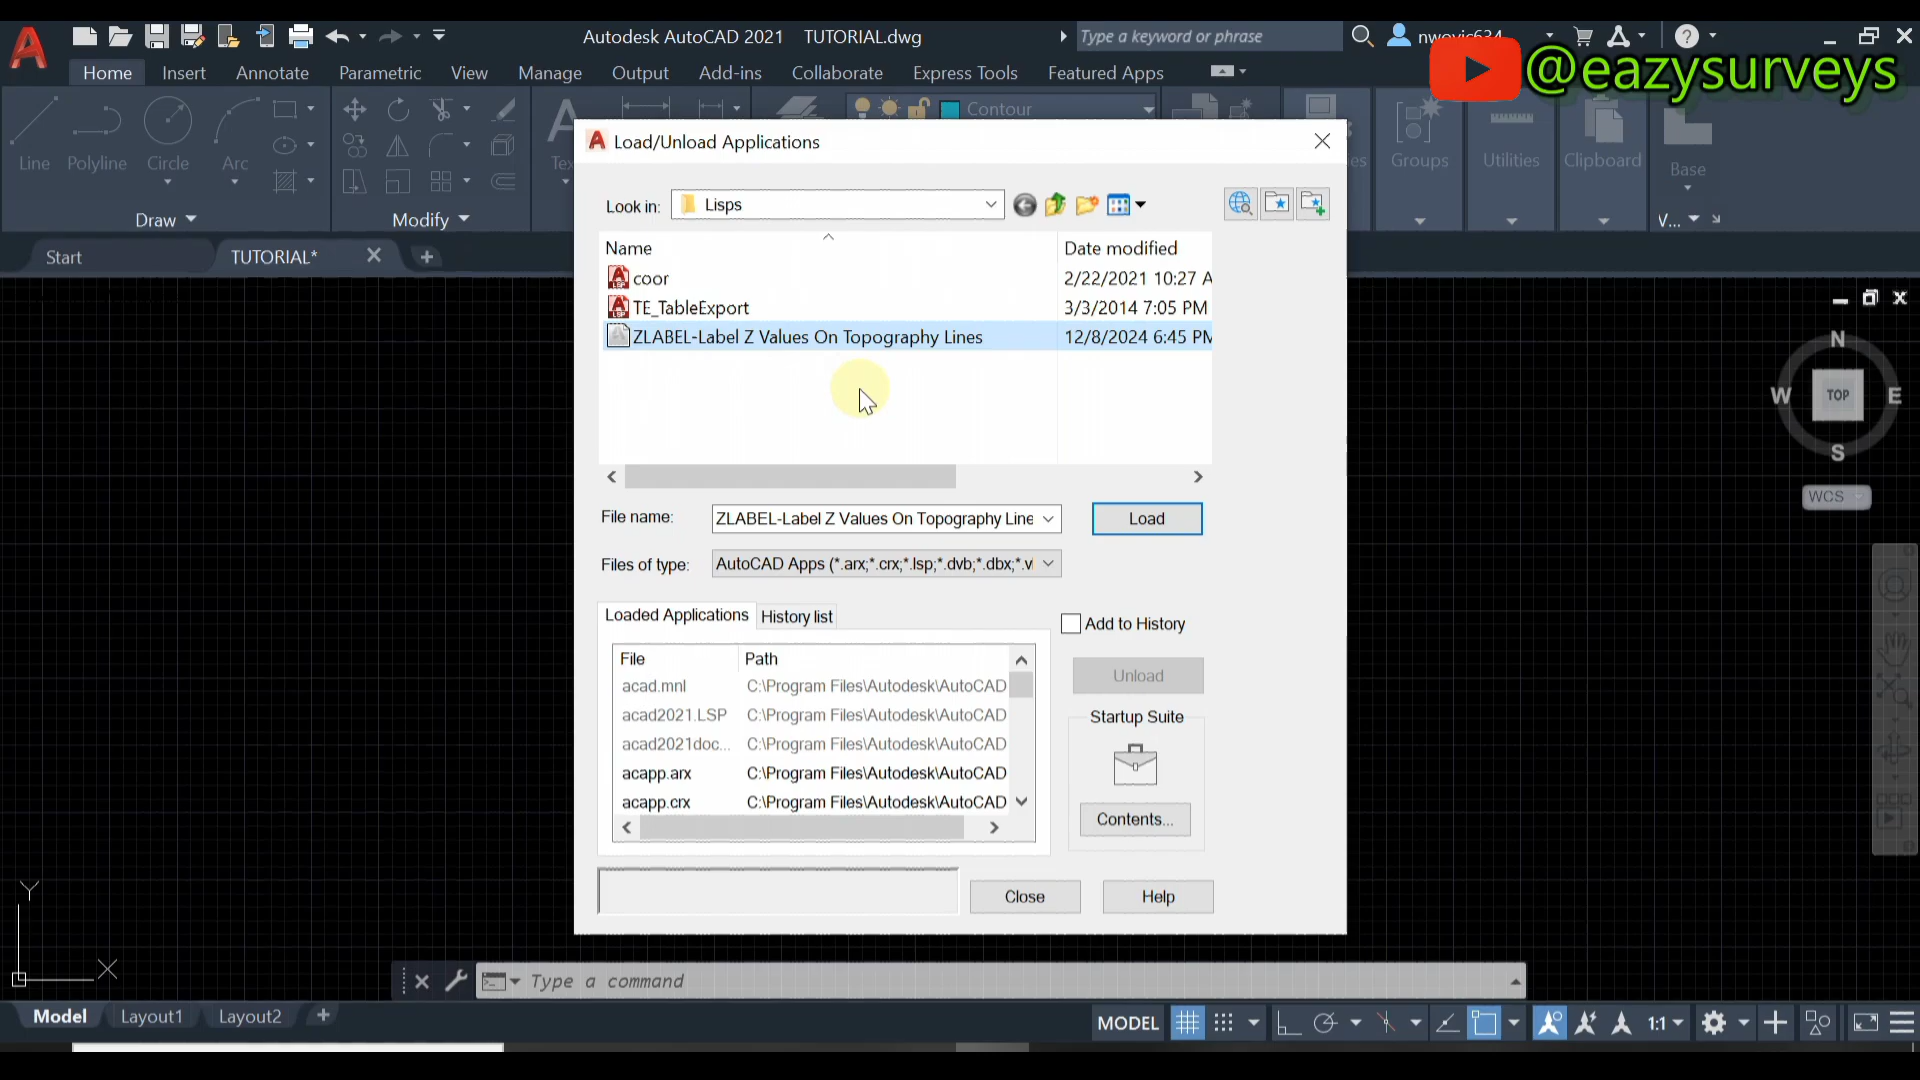 Autodesk AutoCAD 2021 TUTORIAL.dwg
Type a keyword or phrase
@eazysurveys
Home Insert Annotate Parametric View Manage Output Add-ins Collaborate Express Tools Featured Apps
Contour
Line Polyline Circle Arc
Groups Utilities Clipboard Base
Draw Modify V...
Start TUTORIAL*
Load/Unload Applications
Look in: Lisps
Name Date modified
coor 2/22/2021 10:27 A
TE_TableExport 3/3/2014 7:05 PM
ZLABEL-Label Z Values On Topography Lines 12/8/2024 6:45 PM
File name: ZLABEL-Label Z Values On Topography Line Load
Files of type: AutoCAD Apps (*.arx;*.crx;*.lsp;*.dvb;*.dbx;*.vl
Loaded Applications History list
Add to History
File Path
acad.mnl C:\Program Files\Autodesk\AutoCAD
acad2021.LSP C:\Program Files\Autodesk\AutoCAD
acad2021doc... C:\Program Files\Autodesk\AutoCAD
acapp.arx C:\Program Files\Autodesk\AutoCAD
acapp.crx C:\Program Files\Autodesk\AutoCAD
Unload
Startup Suite
Contents...
Close Help
N
W TOP E
S
WCS
Y
X
Type a command
Model Layout1 Layout2
MODEL 1:1